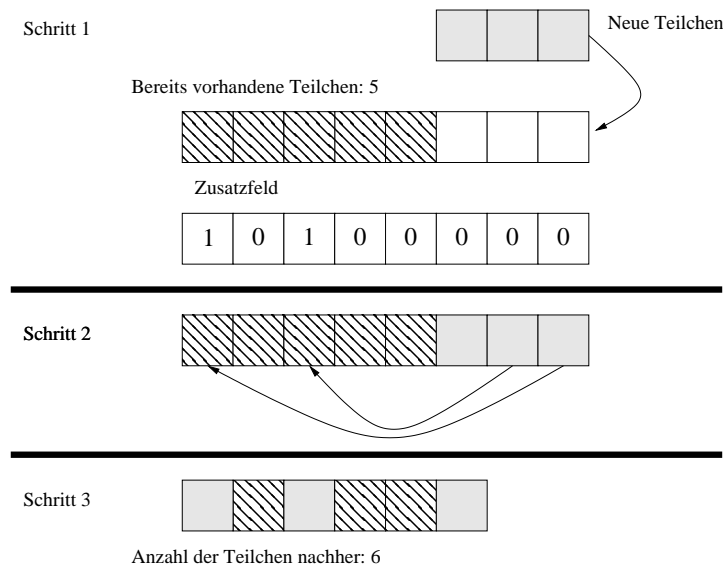 Schritt 1
Neue Teilchen
Bereits vorhandene Teilchen: 5
Zusatzfeld
1 0 1 0 0 0 0 0
Schritt 2
Schritt 3
Anzahl der Teilchen nachher: 6